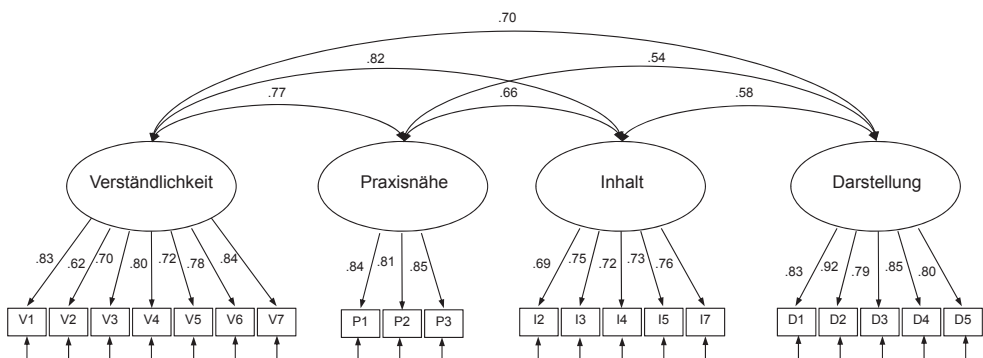 .70
.82
.54
.77
.66
.58
Verständlichkeit
Praxisnähe
Inhalt
Darstellung
.83
.62
.70
.80
.72
.78
.84
.84
.81
.85
.69
.75
.72
.73
.76
.83
.92
.79
.85
.80
V1
V2
V3
V4
V5
V6
V7
P1
P2
P3
I2
I3
I4
I5
I7
D1
D2
D3
D4
D5